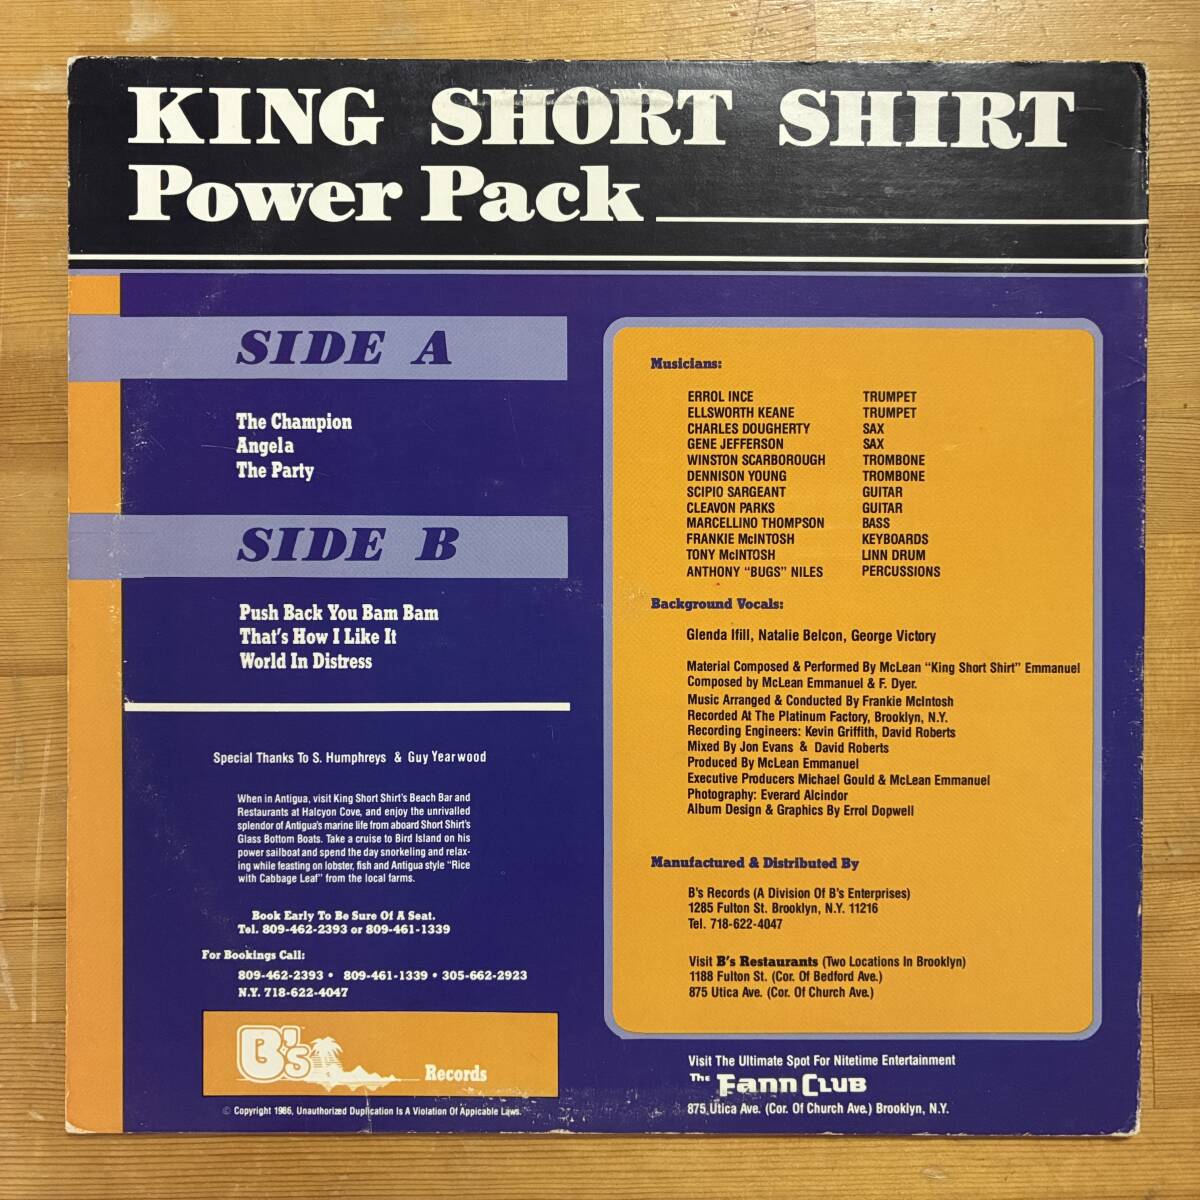 KING SHORT SHIRT
Power Pack
SIDE A
The Champion
Angela
The Party
SIDE B
Push Back You Bam Bam
That's How I Like It
World In Distress
Special Thanks To S. Humphreys & Guy Yearwood
When in Antigua, visit King Short Shirt's Beach Bar and
Restaurants at Halcyon Cove, and enjoy the unrivalled
splendor of Antigua's marine life from aboard Short Shirt's
Glass Bottom Boats. Take a cruise to Bird Island on his
power sailboat and spend the day snorkeling and relax-
ing while feasting on lobster, fish and Antigua style "Rice
with Cabbage Leaf" from the local farms.
Book Early To Be Sure Of A Seat.
Tel. 809-462-2393 or 809-461-1339
For Bookings Call:
809-462-2393 • 809-461-1339 • 305-662-2923
N.Y. 718-622-4047
B's Records
© Copyright 1986, Unauthorized Duplication Is A Violation Of Appicable Laws.
Musicians:
ERROL INCE TRUMPET
ELLSWORTH KEANE TRUMPET
CHARLES DOUGHERTY SAX
GENE JEFFERSON SAX
WINSTON SCARBOROUGH TROMBONE
DENNISON YOUNG TROMBONE
SCIPIO SARGEANT GUITAR
CLEAVON PARKS GUITAR
MARCELLINO THOMPSON BASS
FRANKIE McINTOSH KEYBOARDS
TONY McINTOSH LINN DRUM
ANTHONY "BUGS" NILES PERCUSSIONS
Background Vocals:
Glenda Ifill, Natalie Belcon, George Victory
Material Composed & Performed By McLean "King Short Shirt" Emmanuel
Composed by McLean Emmanuel & F. Dyer.
Music Arranged & Conducted By Frankie McIntosh
Recorded At The Platinum Factory, Brooklyn, N.Y.
Recording Engineers: Kevin Griffith, David Roberts
Mixed By Jon Evans & David Roberts
Produced By McLean Emmanuel
Executive Producers Michael Gould & McLean Emmanuel
Photography: Everard Alcindor
Album Design & Graphics By Errol Dopwell
Manufactured & Distributed By
B's Records (A Division Of B's Enterprises)
1285 Fulton St. Brooklyn, N.Y. 11216
Tel. 718-622-4047
Visit B's Restaurants (Two Locations In Brooklyn)
1188 Fulton St. (Cor. Of Bedford Ave.)
875 Utica Ave. (Cor. Of Church Ave.)
Visit The Ultimate Spot For Nitetime Entertainment
The Fann Club
875 Utica Ave. (Cor. Of Church Ave.) Brooklyn, N.Y.